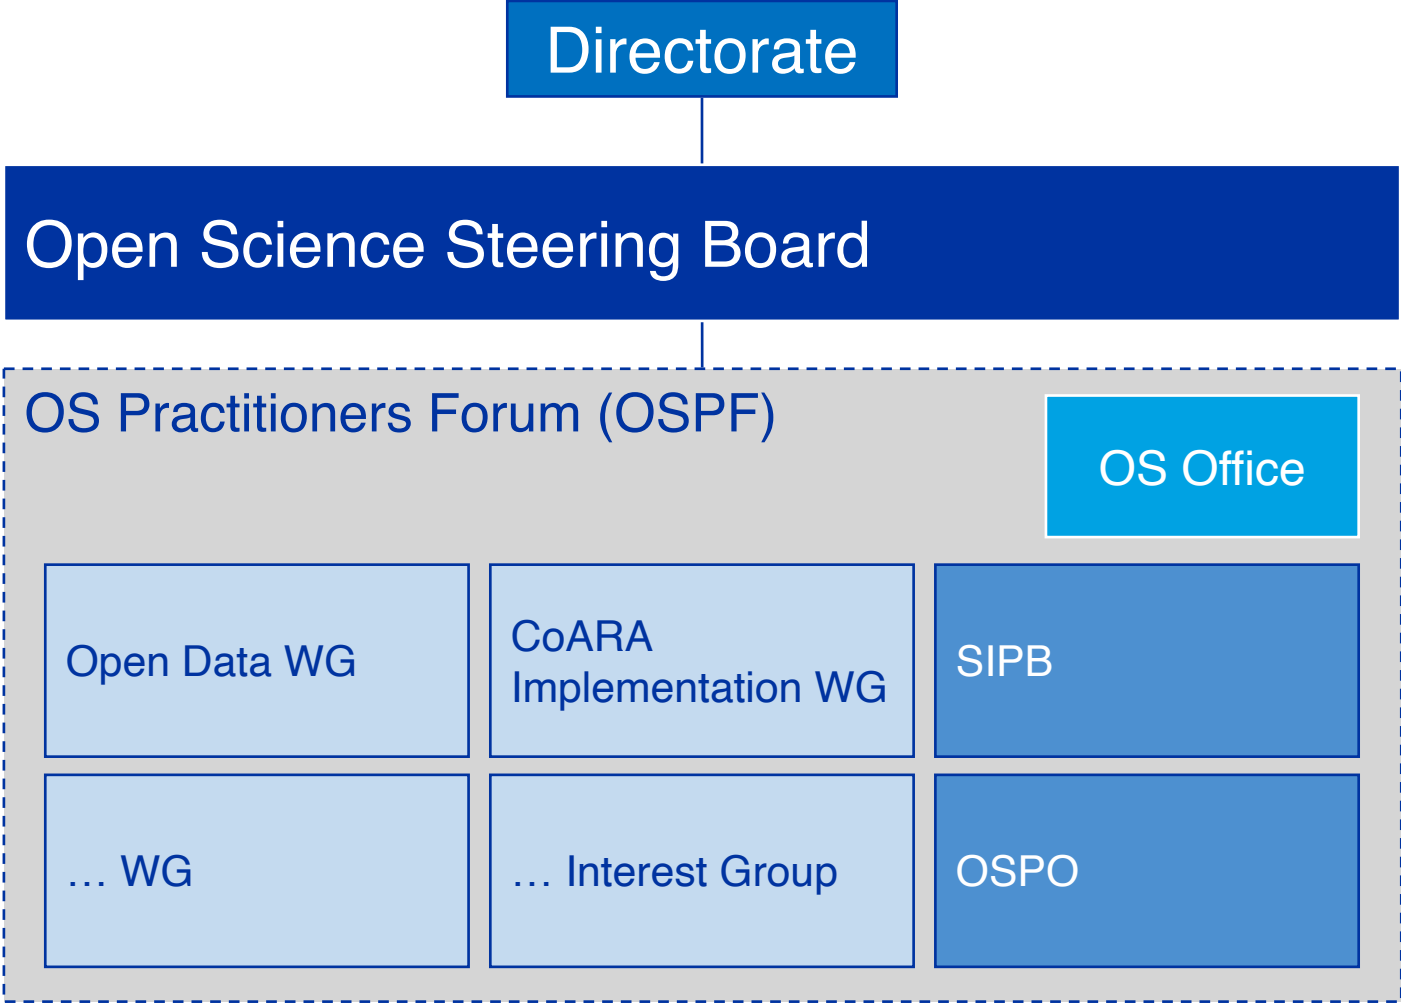 Directorate
Open Science Steering Board
OS Practitioners Forum (OSPF)
OS Office
Open Data WG
CoARA
Implementation WG
SIPB
… WG
… Interest Group
OSPO